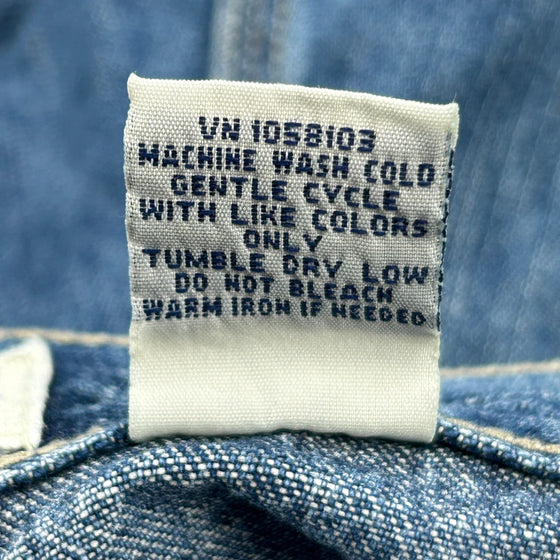 VN 1058103
MACHINE WASH COLD
GENTLE CYCLE
WITH LIKE COLORS
ONLY
TUMBLE DRY LOW
DO NOT BLEACH
WARM IRON IF NEEDED